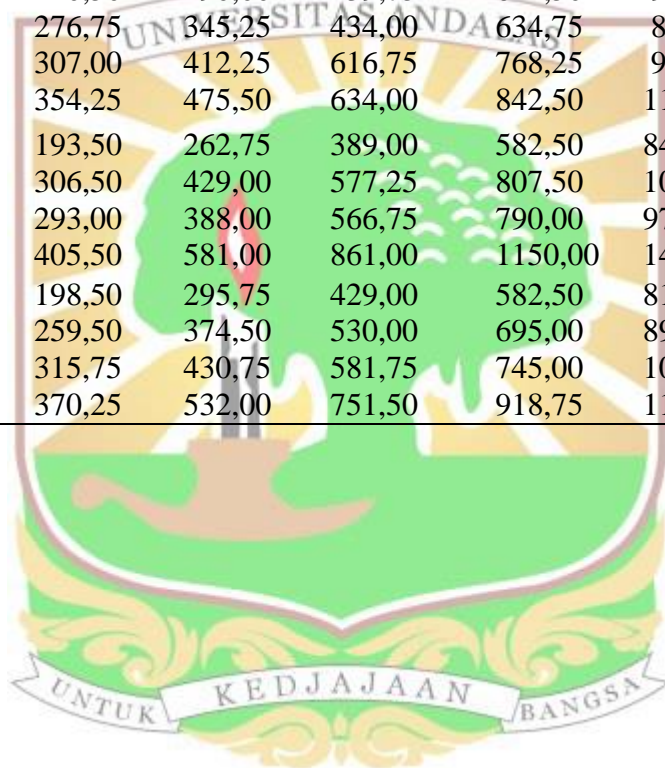 UNIVERSITAS ANDALAS
276,75 345,25 434,00 634,75
307,00 412,25 616,75 768,25
354,25 475,50 634,00 842,50
193,50 262,75 389,00 582,50
306,50 429,00 577,25 807,50
293,00 388,00 566,75 790,00
405,50 581,00 861,00 1150,00
198,50 295,75 429,00 582,50
259,50 374,50 530,00 695,00
315,75 430,75 581,75 745,00
370,25 532,00 751,50 918,75
UNTUK KEDJAJAAN BANGSA